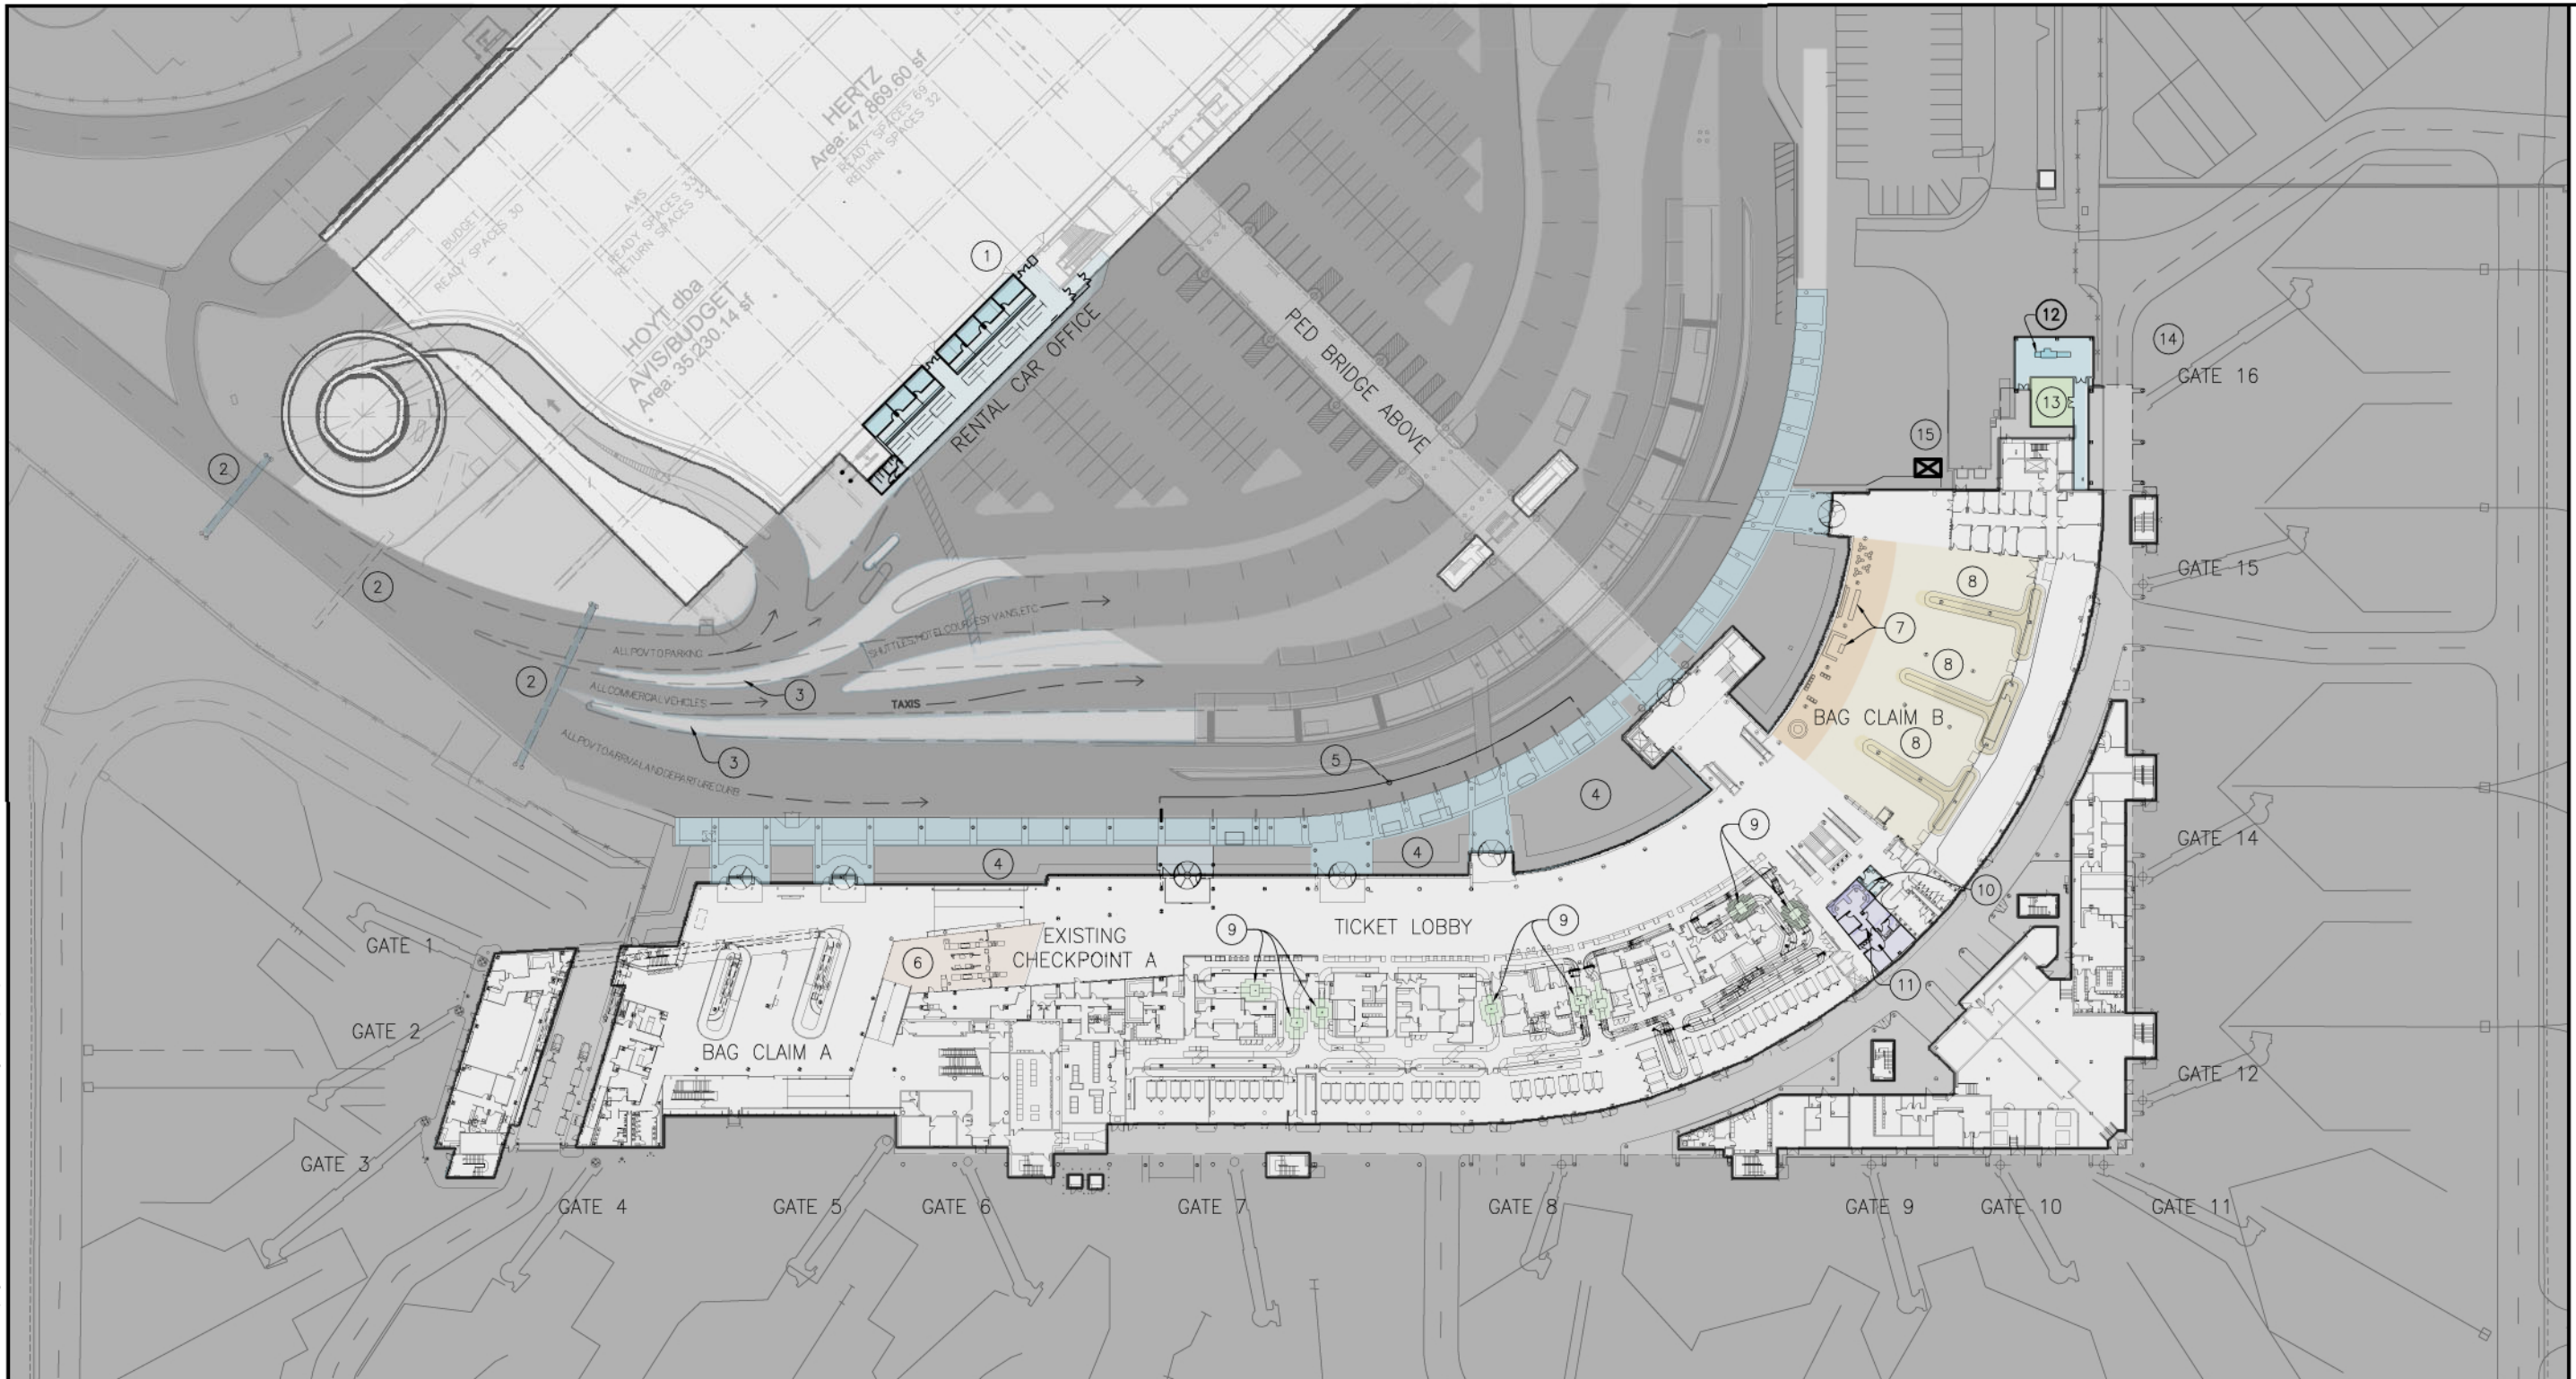 HERTZ
Area: 47,869.60 sf
READY SPACES 69
RETURN SPACES 32
AVIS
READY SPACES 33
RETURN SPACES 32
BUDGET
READY SPACES 30
HOYT dba
AVIS/BUDGET
Area: 35,230.14 sf
1
RENTAL CAR OFFICE
PED BRIDGE ABOVE
12
14
GATE 16
13
15
2
2
GATE 15
8
7
8
BAG CLAIM B
8
ALL POV TO PARKING
SHUTTLES, HOTEL COURTESY VANS, ETC
2
ALL COMMERCIAL VEHICLES
3
TAXIS
3
ALL POV TO ARRIVAL AND DEPARTURE CURB
5
4
9
GATE 14
4
4
10
GATE 1
6
EXISTING
CHECKPOINT A
9
TICKET LOBBY
9
11
GATE 2
BAG CLAIM A
GATE 12
GATE 3
GATE 4
GATE 5
GATE 6
GATE 7
GATE 8
GATE 9
GATE 10
GATE 11